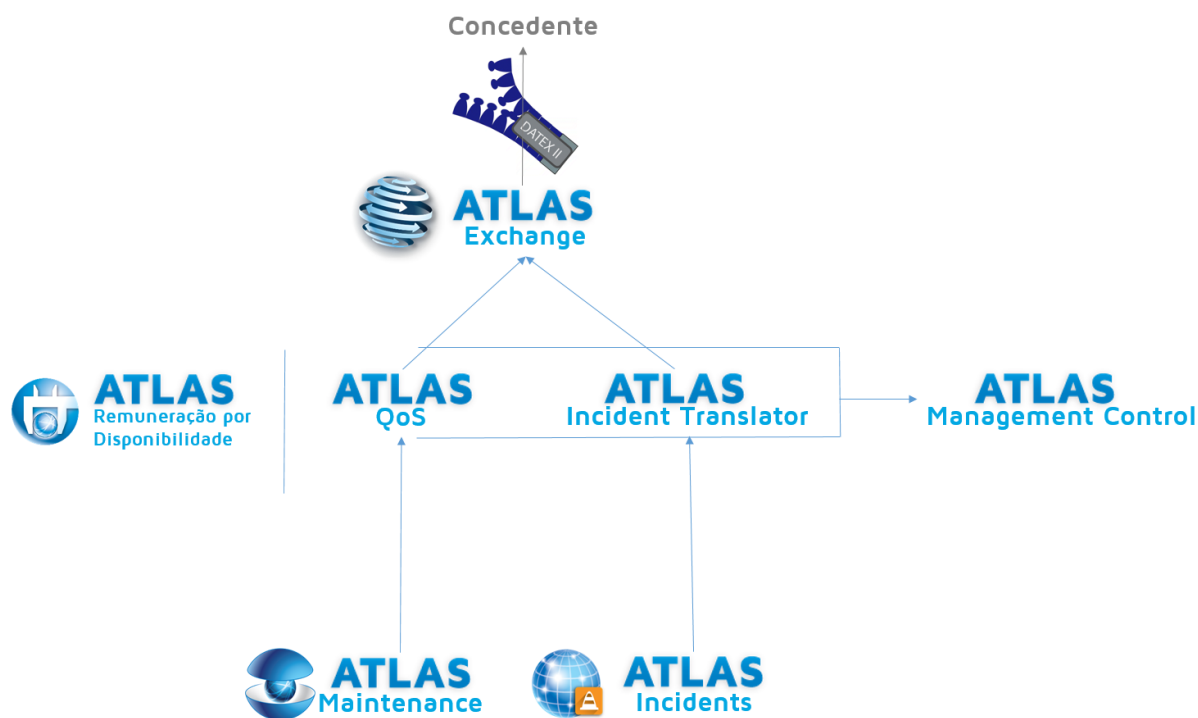 Concedente
DATEX II
ATLAS
Exchange
ATLAS
Remuneração por
Disponibilidade
ATLAS
QoS
ATLAS
Incident Translator
ATLAS
Management Control
ATLAS
Maintenance
ATLAS
Incidents